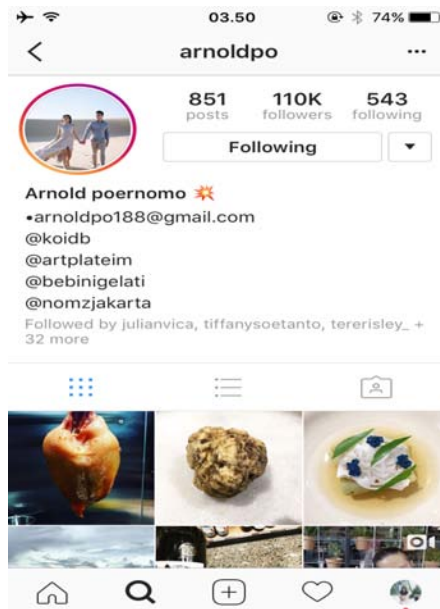 03.50
74%
arnoldpo
851 110K 543
posts followers following
Following
Arnold poernomo
•arnoldpo188@gmail.com
@koidb
@artplateim
@bebinigelati
@nomzjakarta
Followed by julianvica, tiffanysoetanto, tererisley_ +
32 more